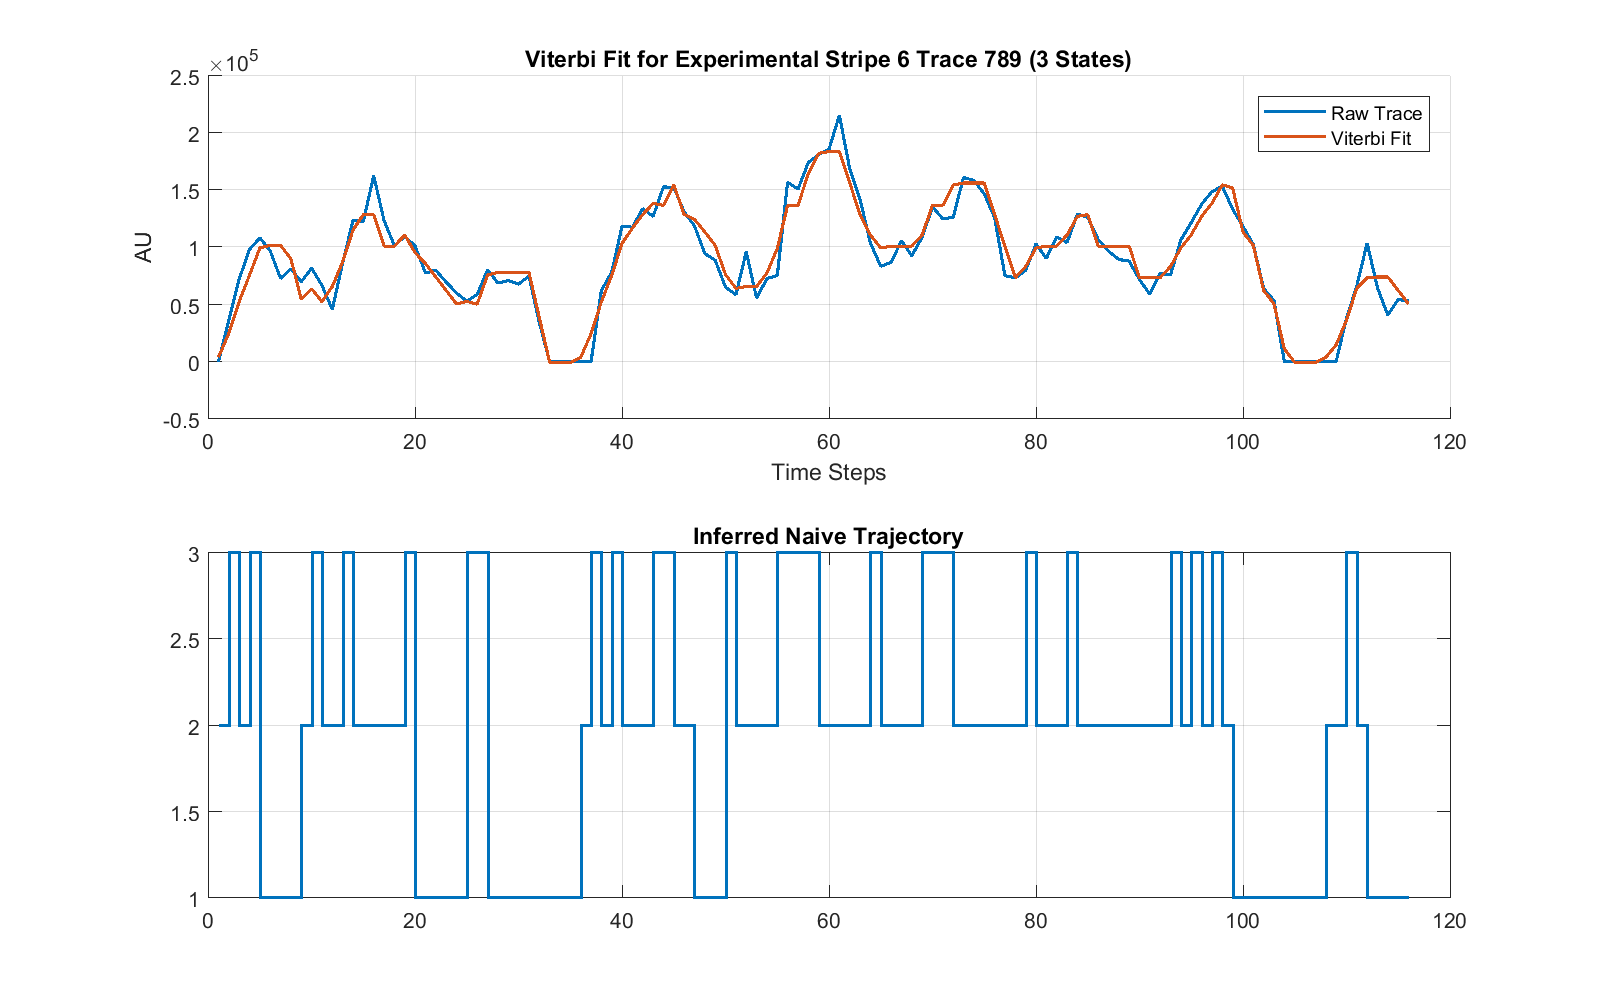 Viterbi Fit for Experimental Stripe 6 Trace 789 (3 States)
×10^5
2.5
2
1.5
1
0.5
0
-0.5
AU
Raw Trace
Viterbi Fit
0 20 40 60 80 100 120
Time Steps
Inferred Naive Trajectory
3
2.5
2
1.5
1
0 20 40 60 80 100 120